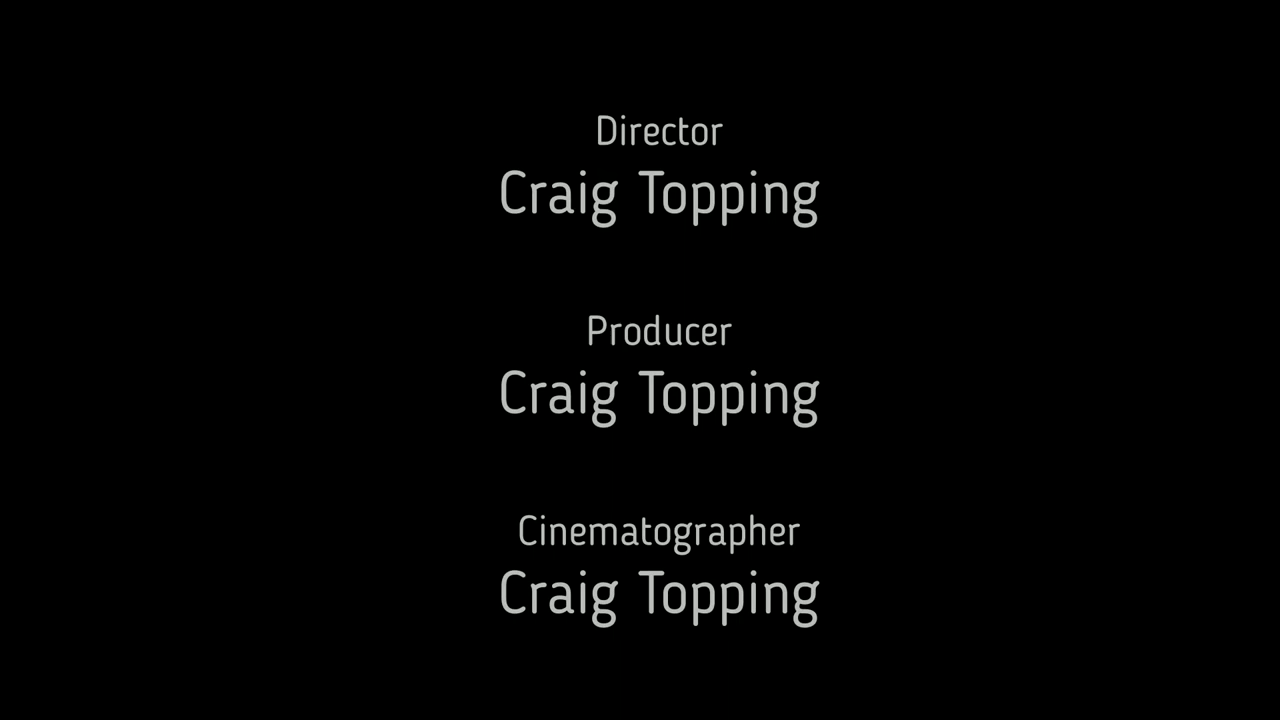 Director
Craig Topping
Producer
Craig Topping
Cinematographer
Craig Topping